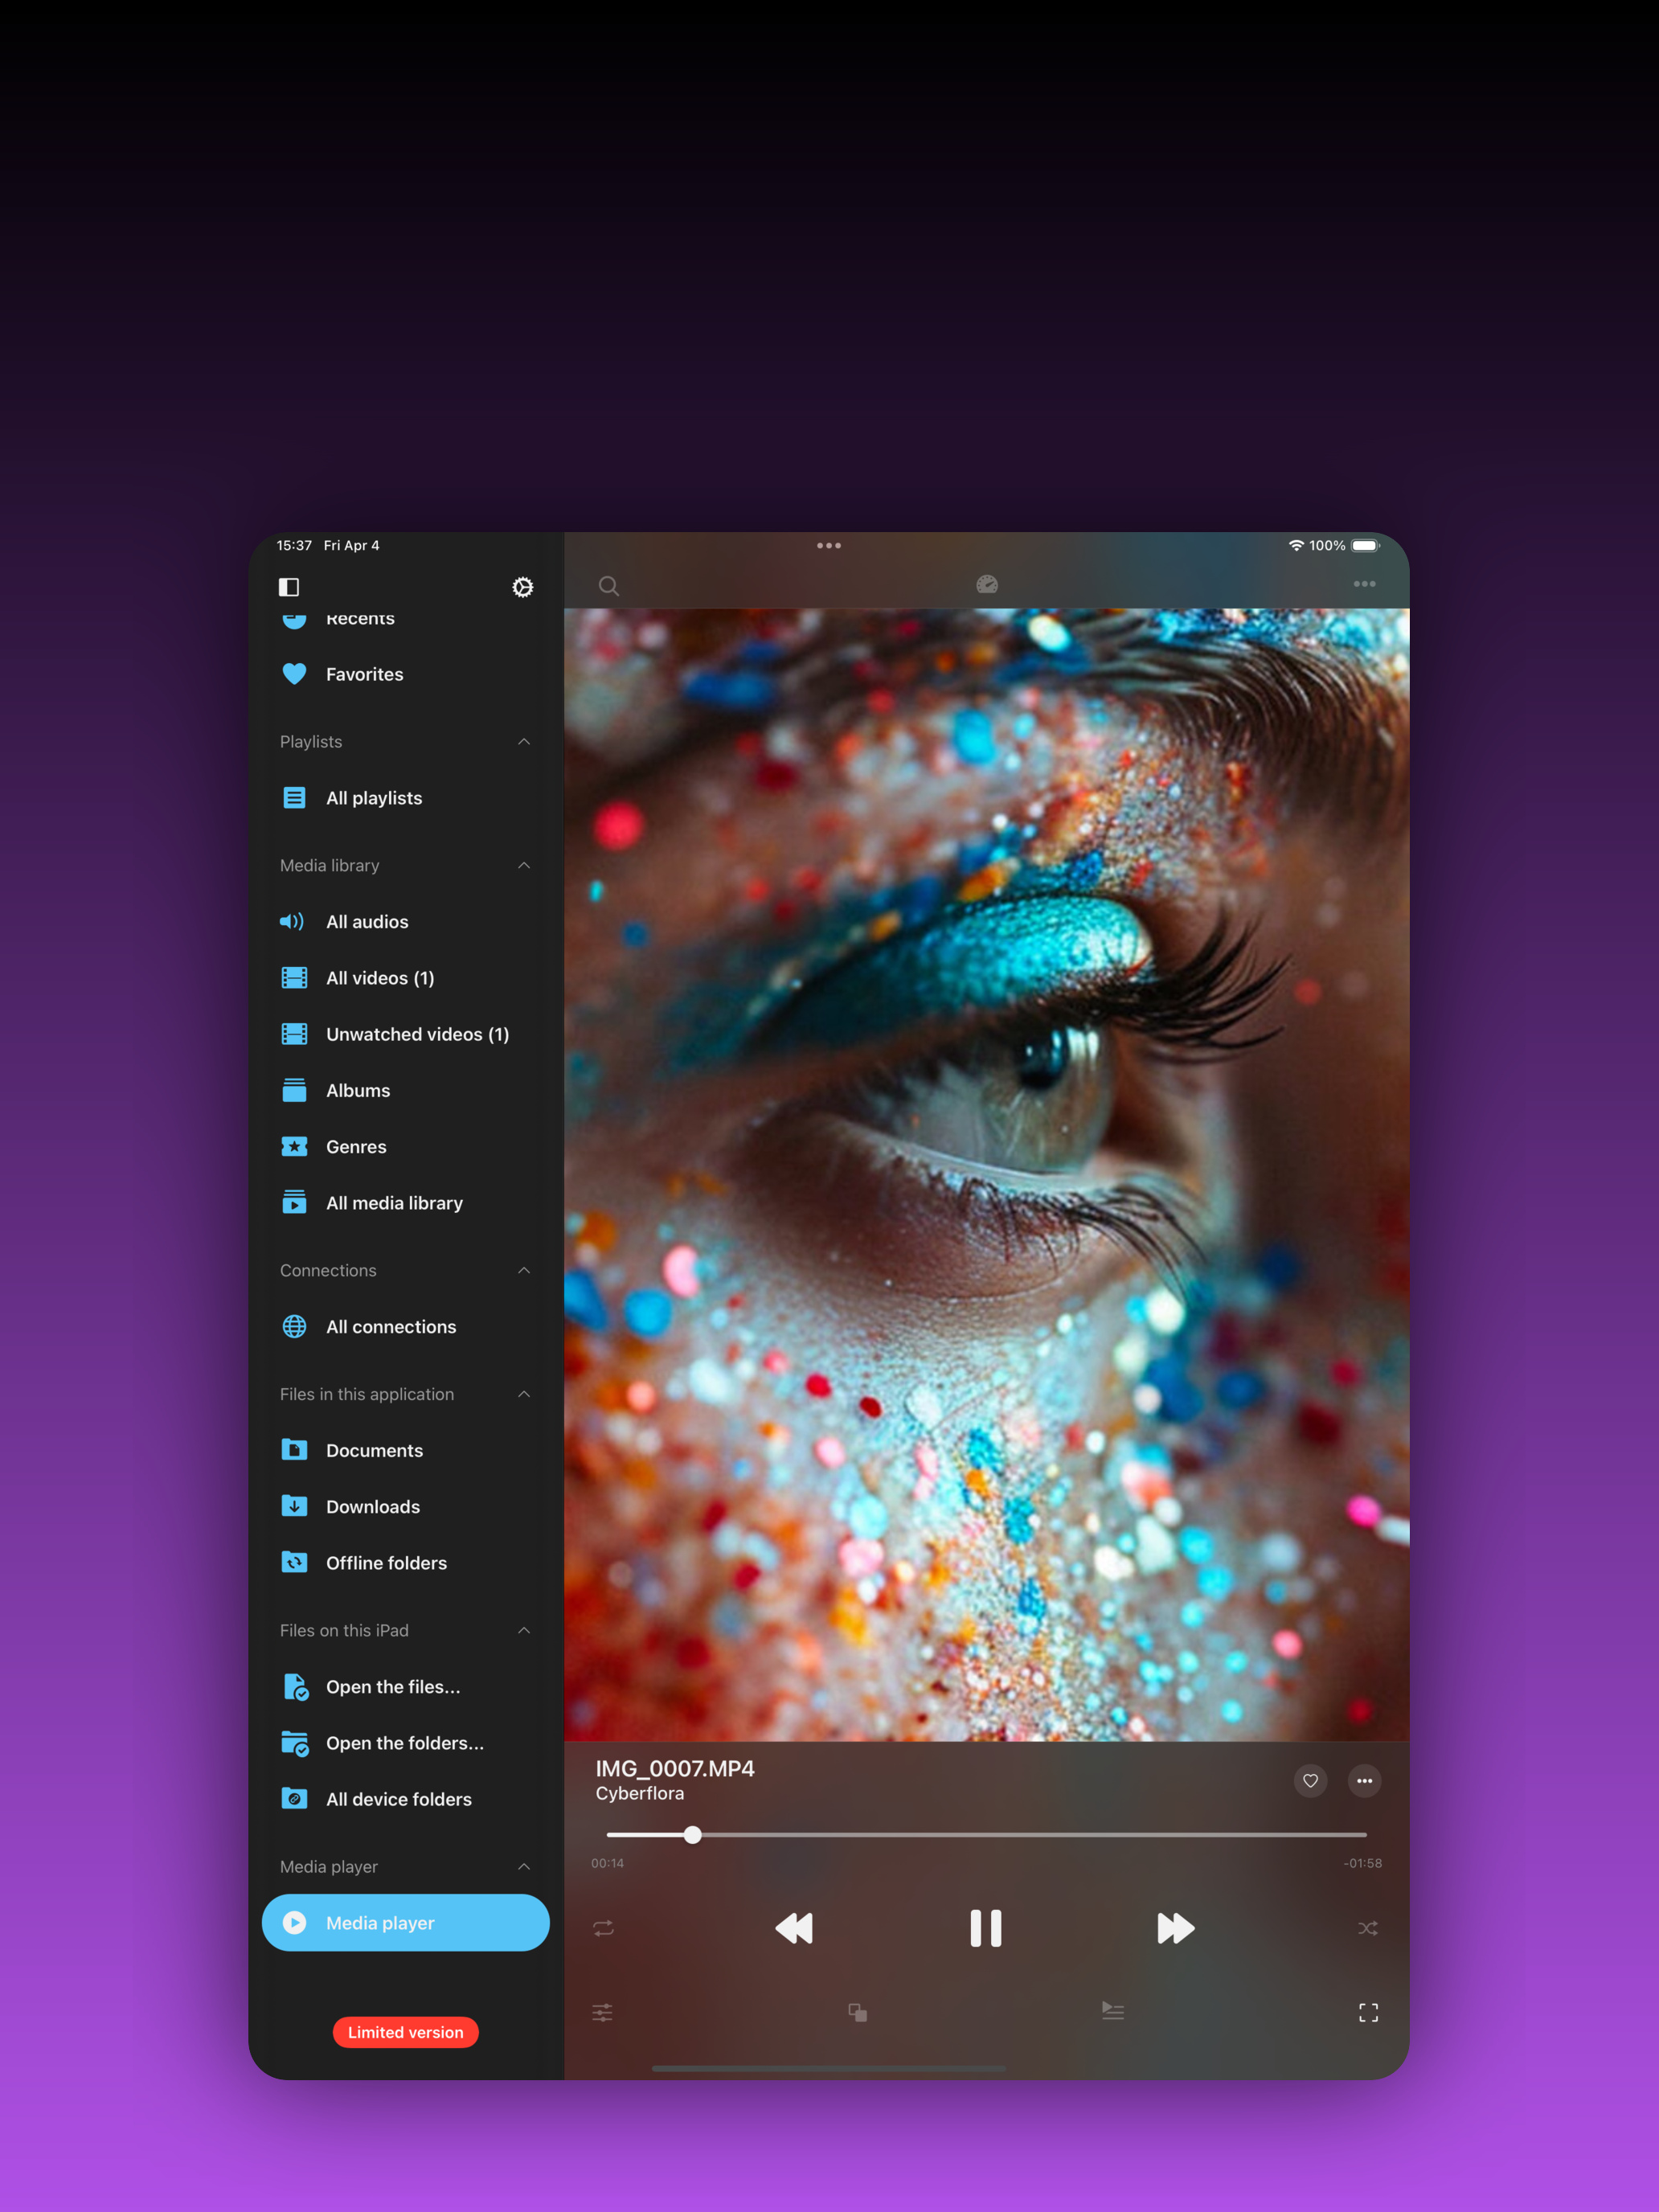 15:37 Fri Apr 4
100%
Recents
Favorites
Playlists
All playlists
Media library
All audios
All videos (1)
Unwatched videos (1)
Albums
Genres
All media library
Connections
All connections
Files in this application
Documents
Downloads
Offline folders
Files on this iPad
Open the files...
Open the folders...
All device folders
Media player
Media player
Limited version
IMG_0007.MP4
Cyberflora
00:14
-01:58